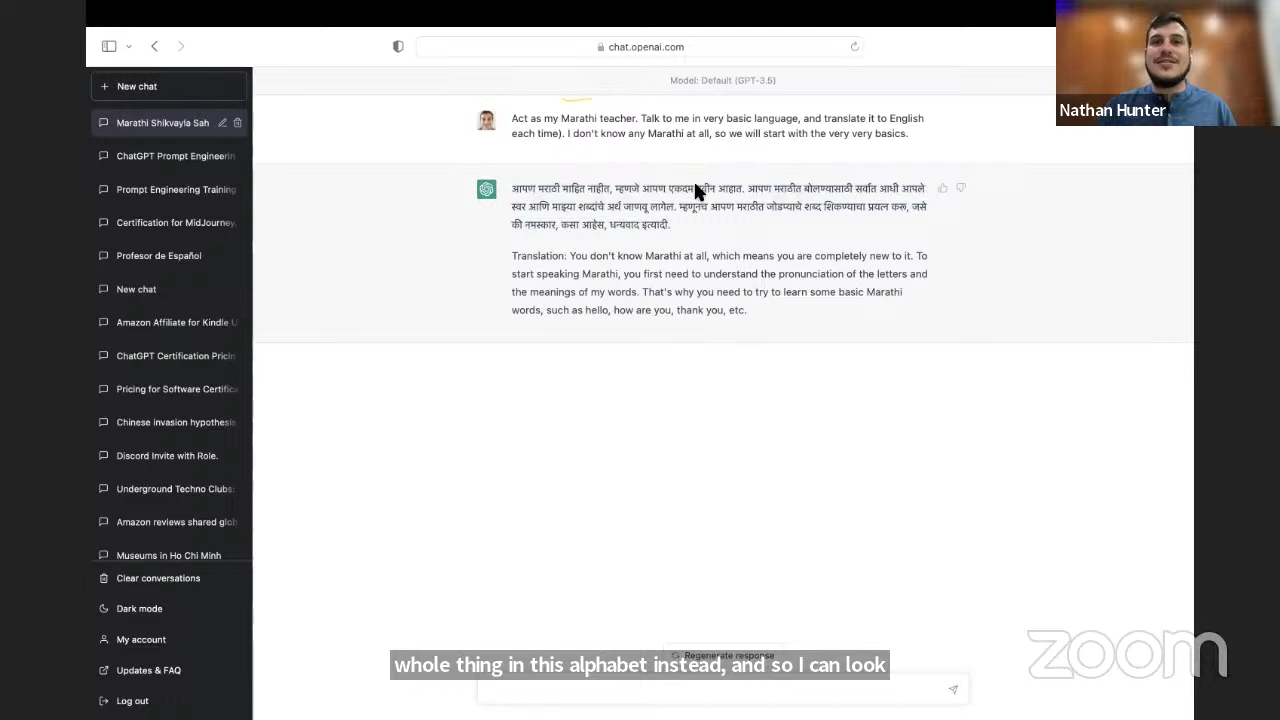 chat.openai.com
Nathan Hunter
Model: Default (GPT-3.5)
New chat
Marathi Shikvayla Sah
ChatGPT Prompt Engineerin
Prompt Engineering Training
Certification for MidJourney,
Profesor de Español
New chat
Amazon Affiliate for Kindle U
ChatGPT Certification Pricin
Pricing for Software Certifica
Chinese invasion hypothesis
Discord Invite with Role.
Underground Techno Clubs:
Amazon reviews shared glob
Museums in Ho Chi Minh
Clear conversations
Dark mode
My account
Updates & FAQ
Log out
Act as my Marathi teacher. Talk to me in very basic language, and translate it to English
each time). I don't know any Marathi at all, so we will start with the very very basics.
आपण मराठी माहित नाहीत, म्हणजे आपण एकदम आहात. आपण मराठीत बोलण्यासाठी सर्वात आधी आपले
स्वर आणि माझ्या शब्दांचे अर्थ जाणवू लागेल. म्हणूनच आपण मराठीत जोडप्याचे शब्द शिकण्याचा प्रयत्न करू, जसे
की नमस्कार, कसा आहेस, धन्यवाद इत्यादी.
Translation: You don't know Marathi at all, which means you are completely new to it. To
start speaking Marathi, you first need to understand the pronunciation of the letters and
the meanings of my words. That's why you need to try to learn some basic Marathi
words, such as hello, how are you, thank you, etc.
Regenerate response
whole thing in this alphabet instead, and so I can look
zoom